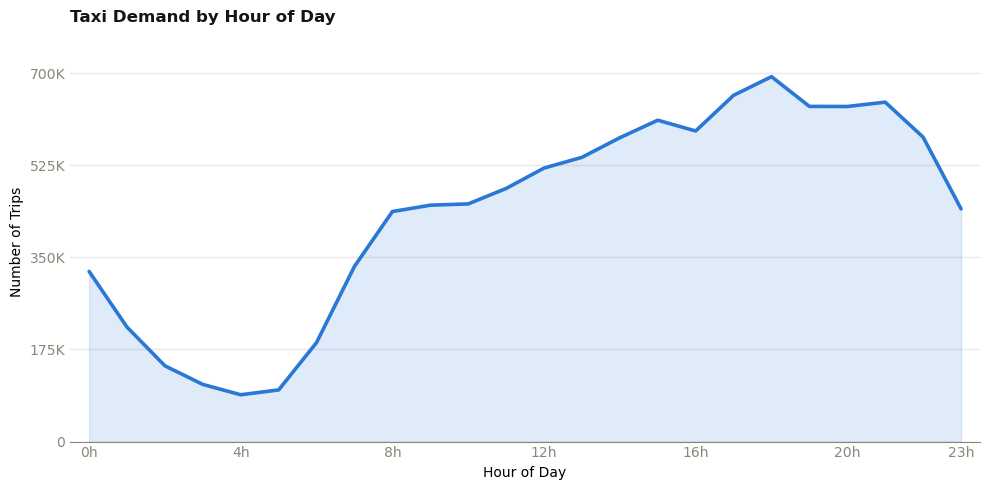 Taxi Demand by Hour of Day
Number of Trips
700K
525K
350K
175K
0
0h 4h 8h 12h 16h 20h 23h
Hour of Day